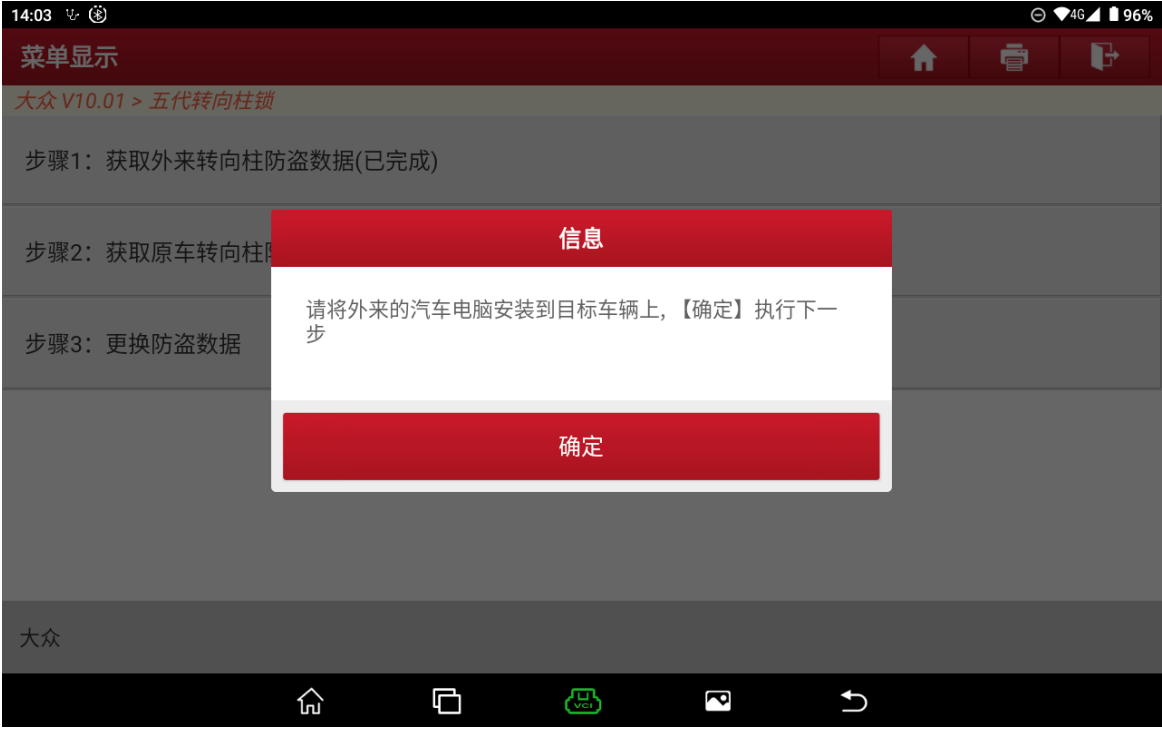 14:03
4G 96%
菜单显示
大众 V10.01 > 五代转向柱锁
步骤1：获取外来转向柱防盗数据(已完成)
步骤2：获取原车转向柱
步骤3：更换防盗数据
信息
请将外来的汽车电脑安装到目标车辆上,【确定】执行下一
步
确定
大众
VCI